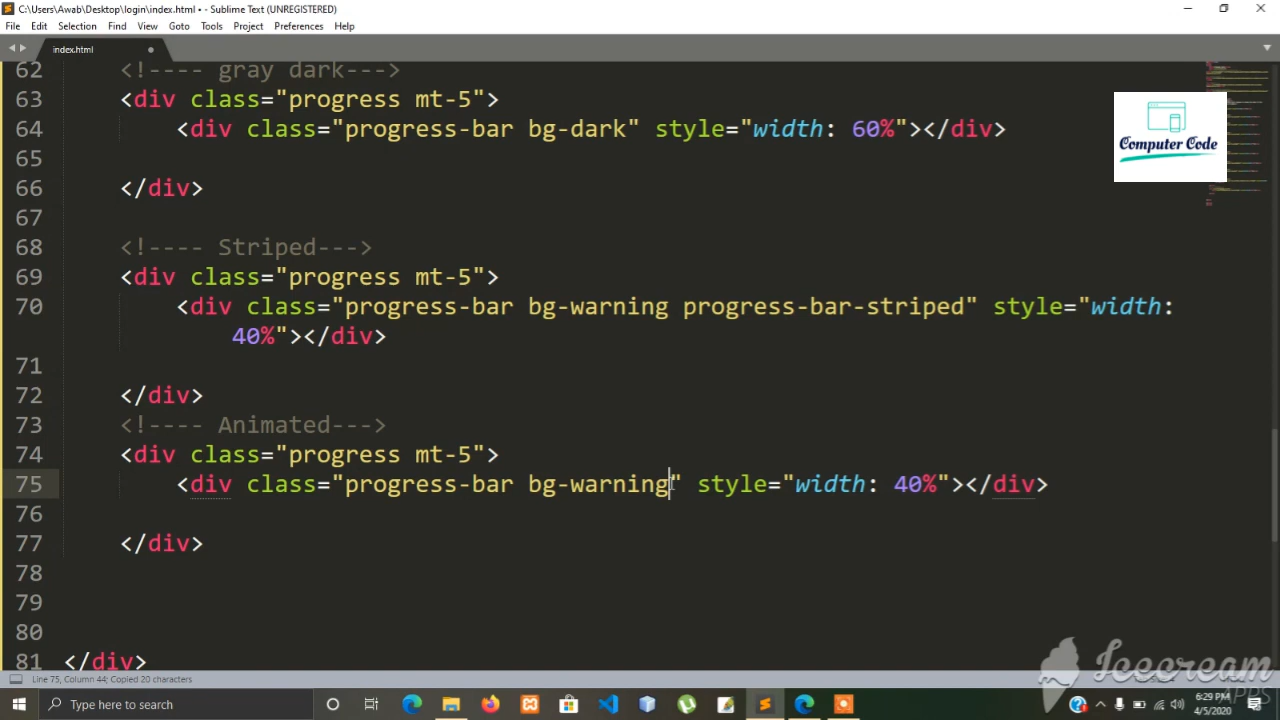 C:\Users\Awab\Desktop\login\index.html • - Sublime Text (UNREGISTERED)
File Edit Selection Find View Goto Tools Project Preferences Help
index.html
62 <!---- gray dark--->
63 <div class="progress mt-5">
64 <div class="progress-bar bg-dark" style="width: 60%"></div>
65
66 </div>
67
68 <!---- Striped--->
69 <div class="progress mt-5">
70 <div class="progress-bar bg-warning progress-bar-striped" style="width:
40%"></div>
71
72 </div>
73 <!---- Animated--->
74 <div class="progress mt-5">
75 <div class="progress-bar bg-warning" style="width: 40%"></div>
76
77 </div>
78
79
80
81 </div>
Computer Code
Icecream
APPS
Line 75, Column 44; Copied 20 characters
Type here to search
6:29 PM
4/5/2020